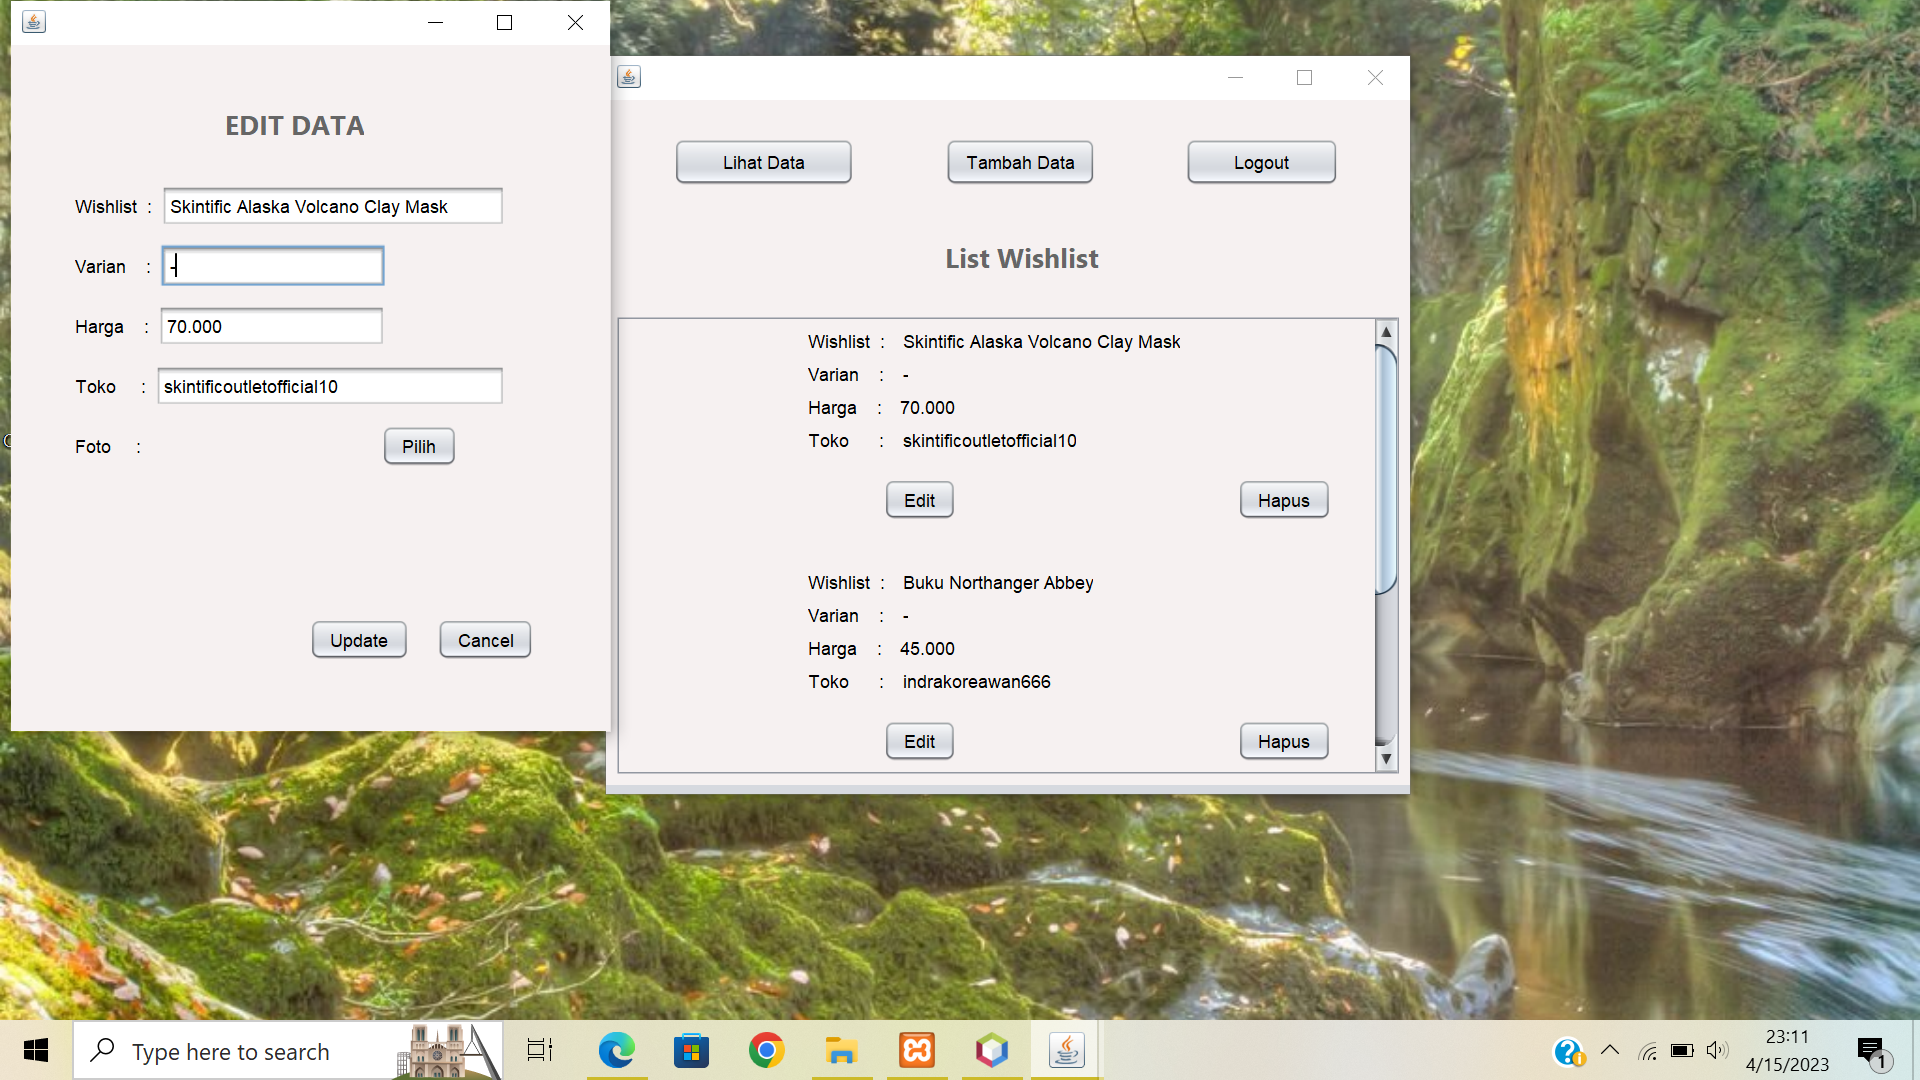 EDIT DATA
Wishlist : Skintific Alaska Volcano Clay Mask
Varian : -
Harga : 70.000
Toko : skintificoutletofficial10
Foto : Pilih
Update Cancel
Lihat Data Tambah Data Logout
List Wishlist
Wishlist : Skintific Alaska Volcano Clay Mask
Varian : -
Harga : 70.000
Toko : skintificoutletofficial10
Edit Hapus
Wishlist : Buku Northanger Abbey
Varian : -
Harga : 45.000
Toko : indrakoreawan666
Edit Hapus
Type here to search
23:11
4/15/2023
1